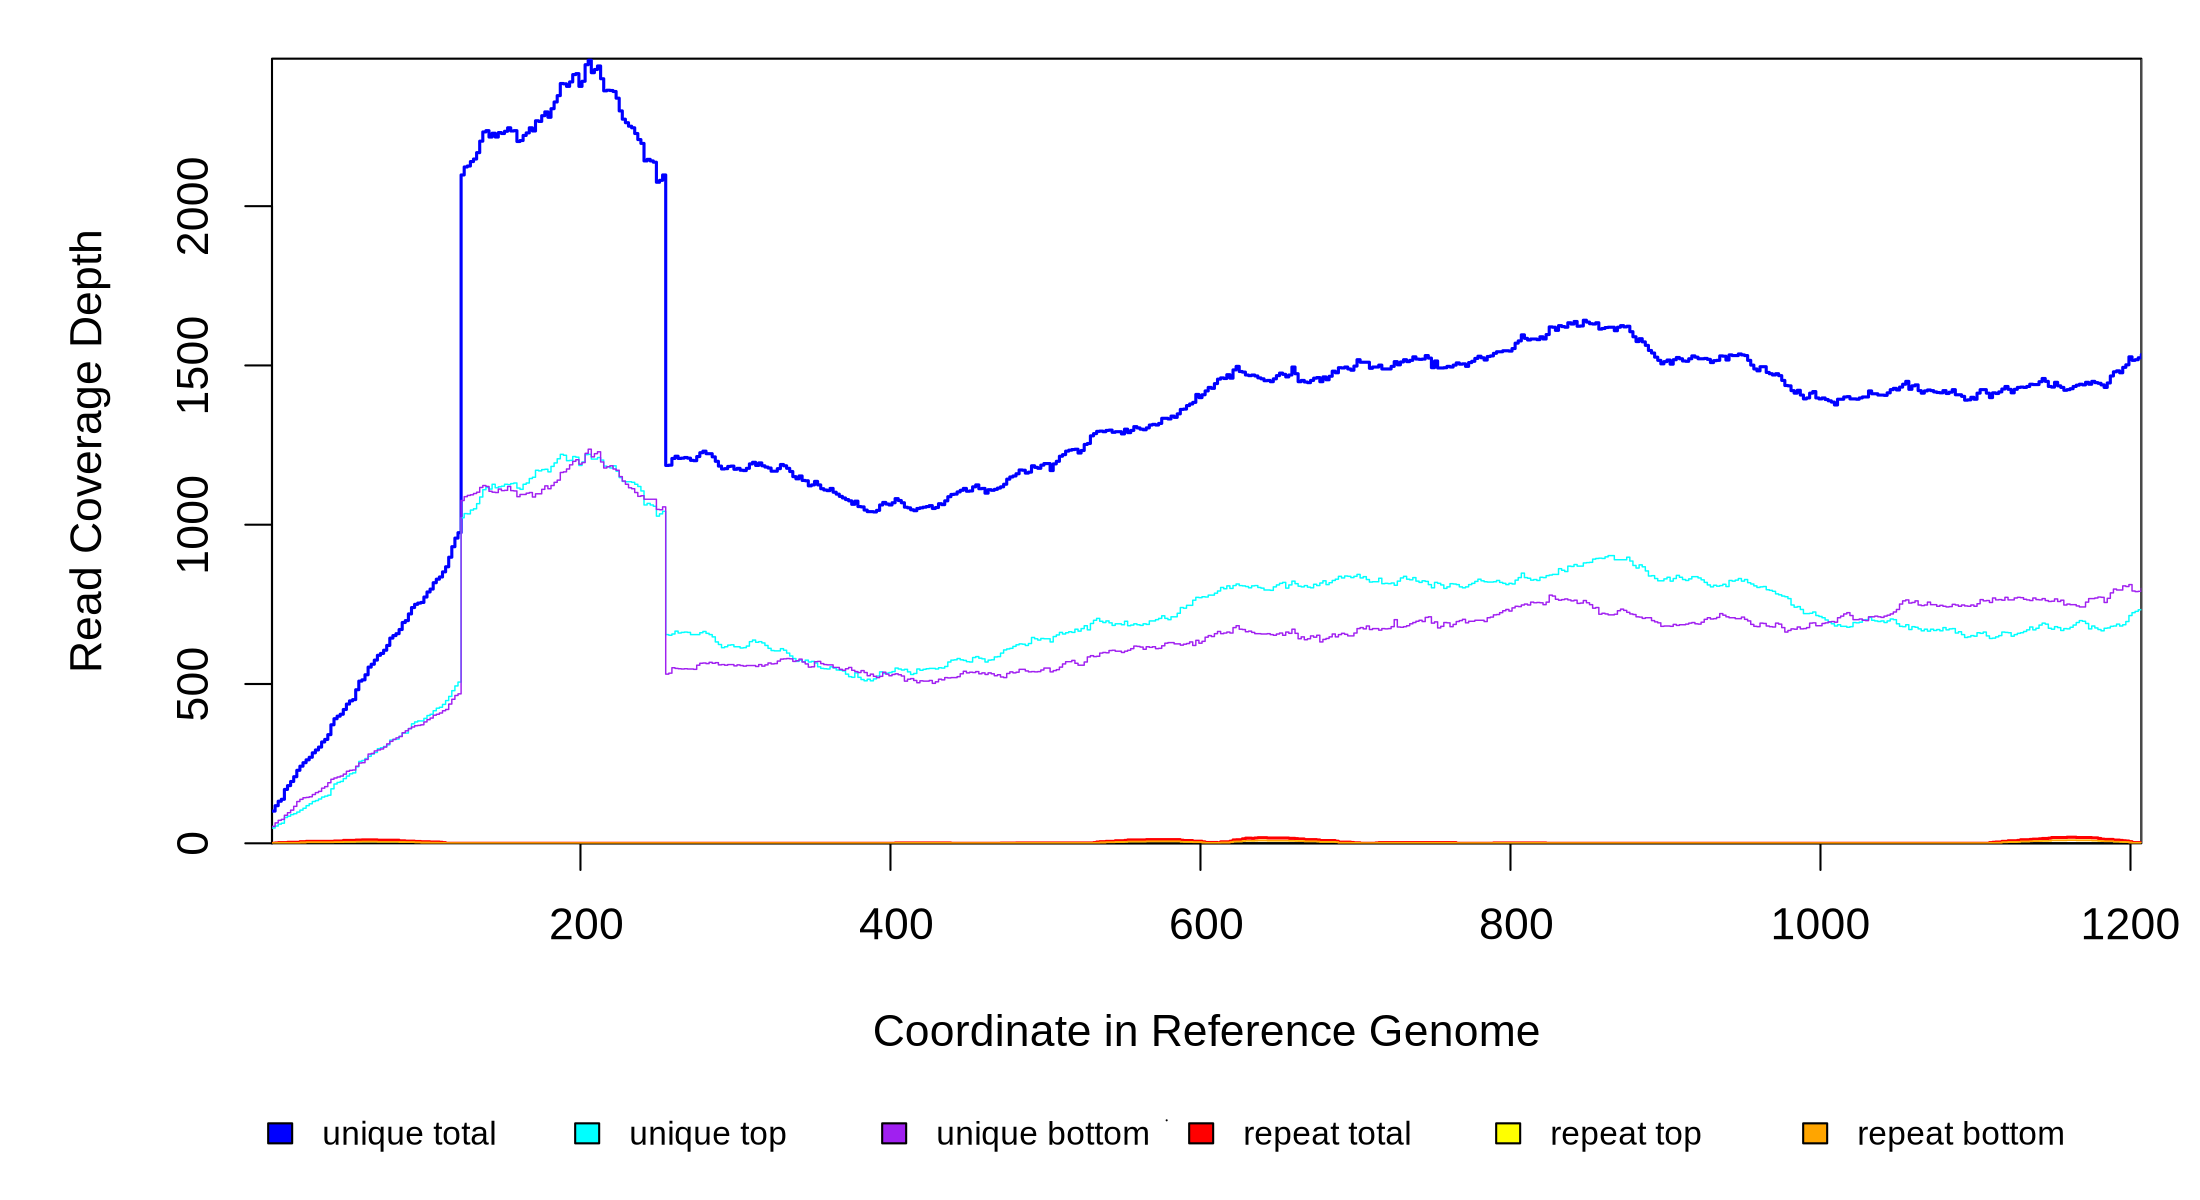 Read Coverage Depth
2000
1500
1000
500
0
200 400 600 800 1000 1200
Coordinate in Reference Genome
unique total unique top unique bottom repeat total repeat top repeat bottom